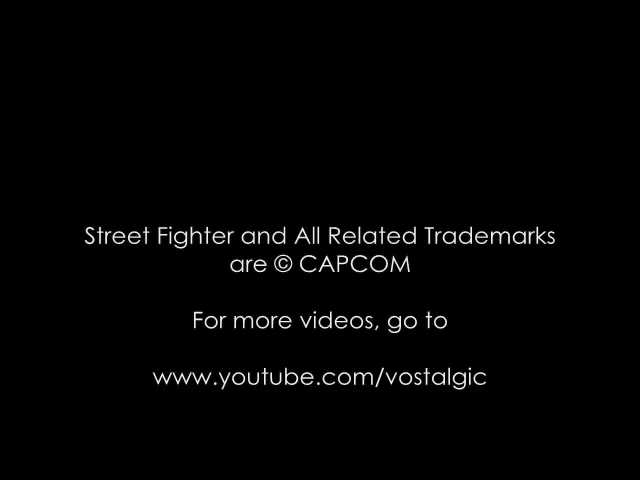 Street Fighter and All Related Trademarks
are © CAPCOM
For more videos, go to
www.youtube.com/vostalgic